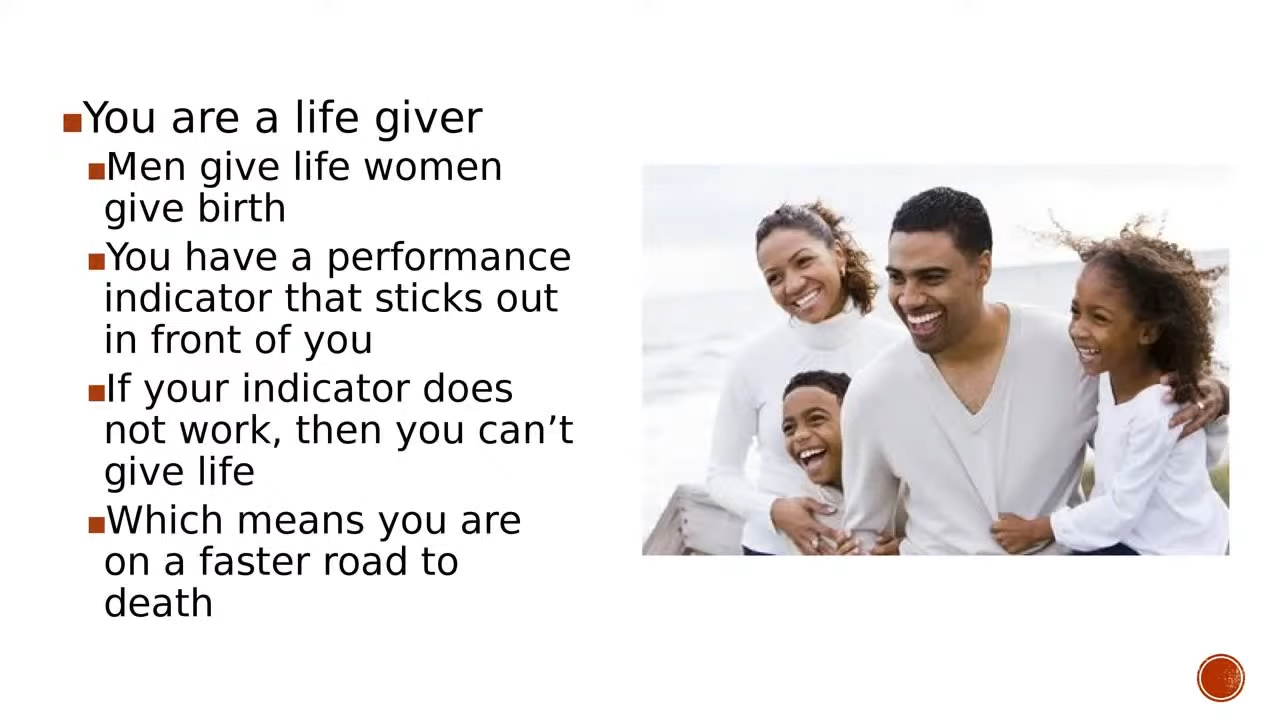 You are a life giver
Men give life women
give birth
You have a performance
indicator that sticks out
in front of you
If your indicator does
not work, then you can’t
give life
Which means you are
on a faster road to
death